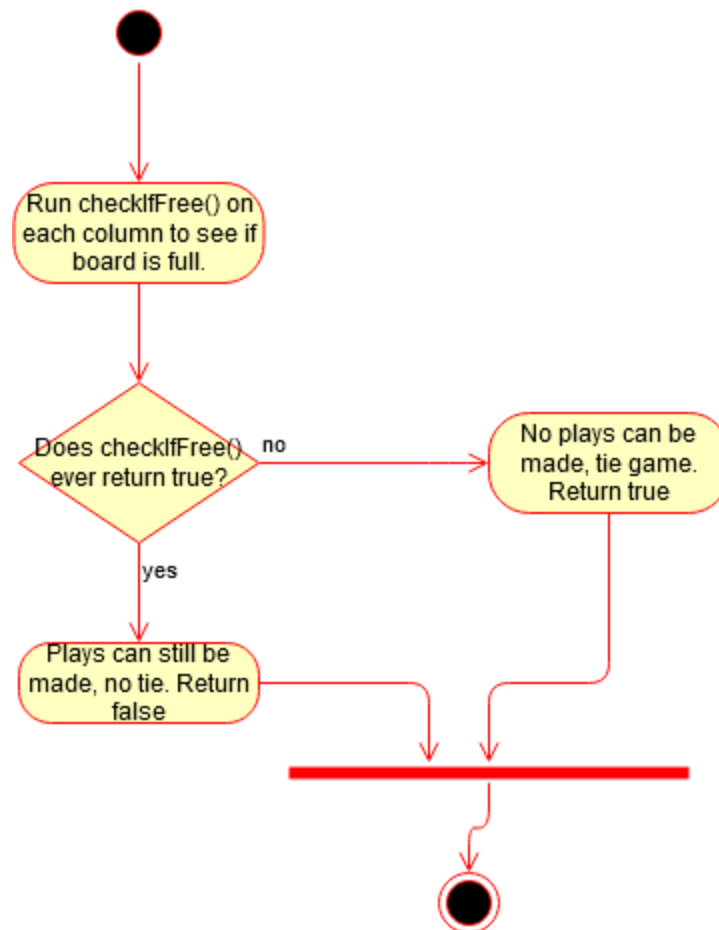 Run checkIfFree() on
each column to see if
board is full.
Does checkIfFree()
ever return true?
no
No plays can be
made, tie game.
Return true
yes
Plays can still be
made, no tie. Return
false